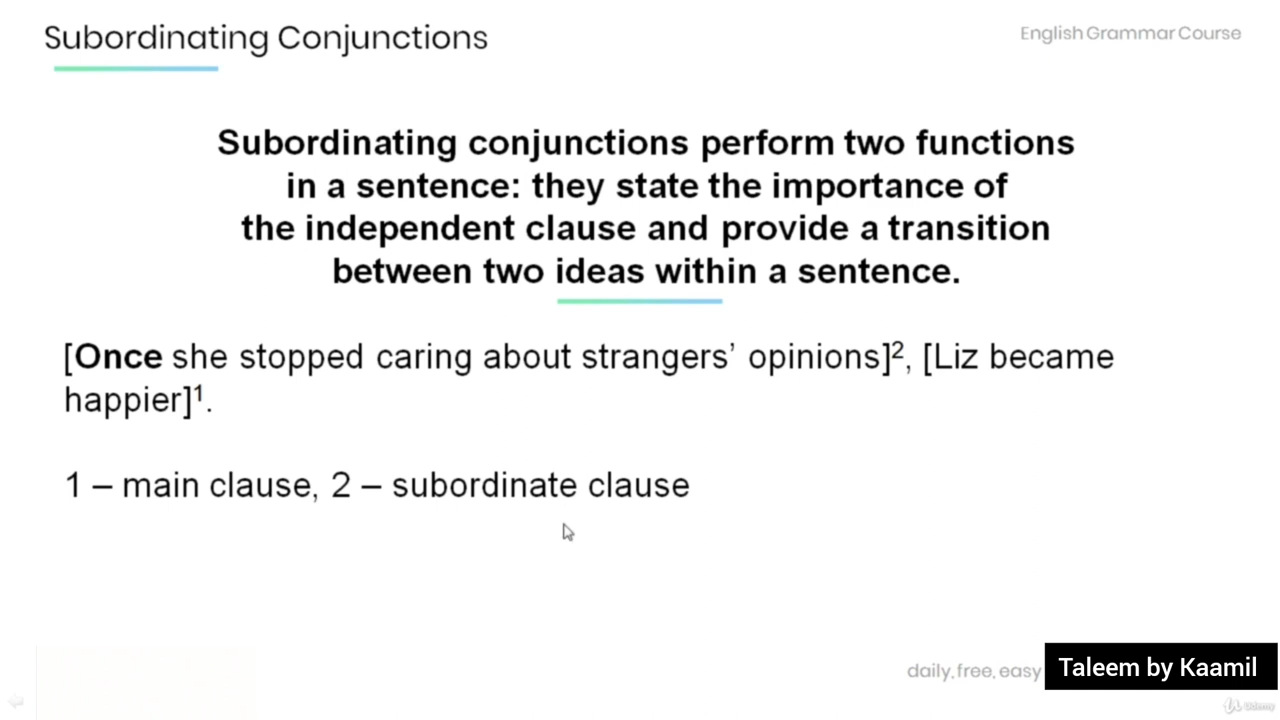 Subordinating Conjunctions
English Grammar Course
Subordinating conjunctions perform two functions
in a sentence: they state the importance of
the independent clause and provide a transition
between two ideas within a sentence.
[Once she stopped caring about strangers’ opinions]², [Liz became
happier]¹.
1 – main clause, 2 – subordinate clause
daily, free, easy
Taleem by Kaamil
Udemy